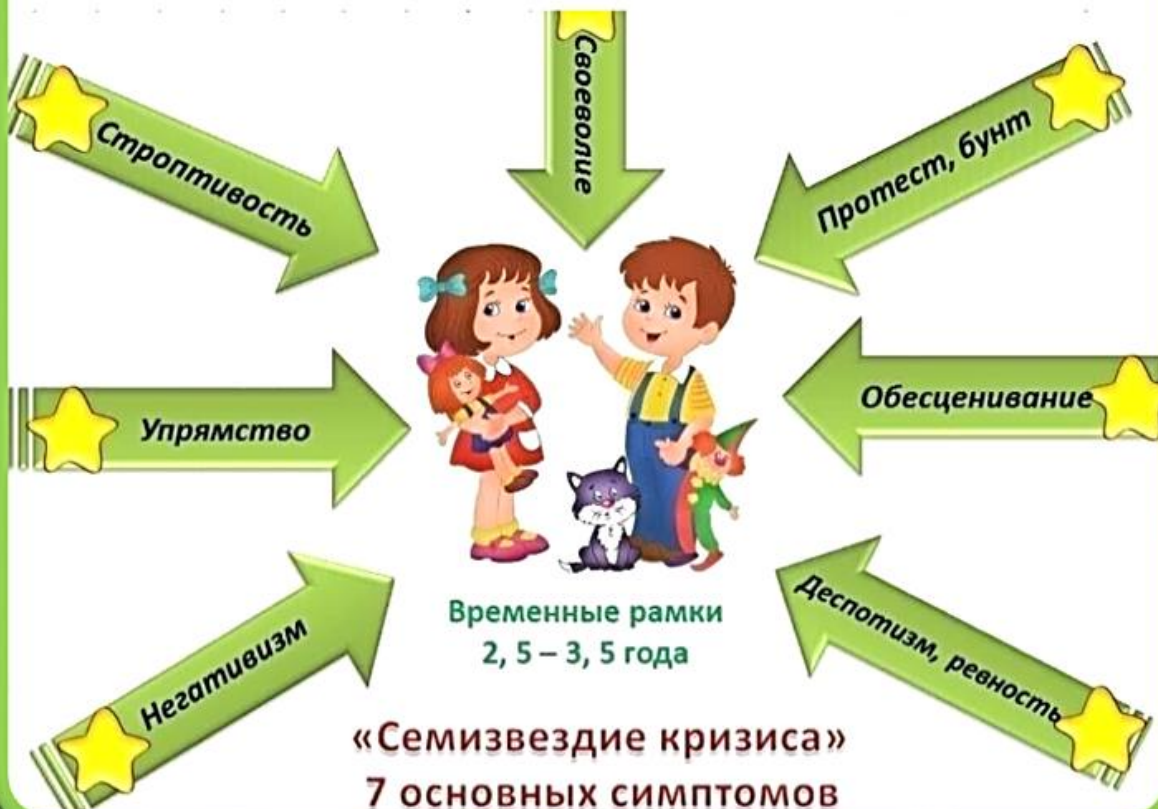 Своеволие
Строптивость
Протест, бунт
Упрямство
Обесценивание
Негативизм
Деспотизм, ревность
Временные рамки
2, 5 – 3, 5 года
«Семизвездие кризиса»
7 основных симптомов